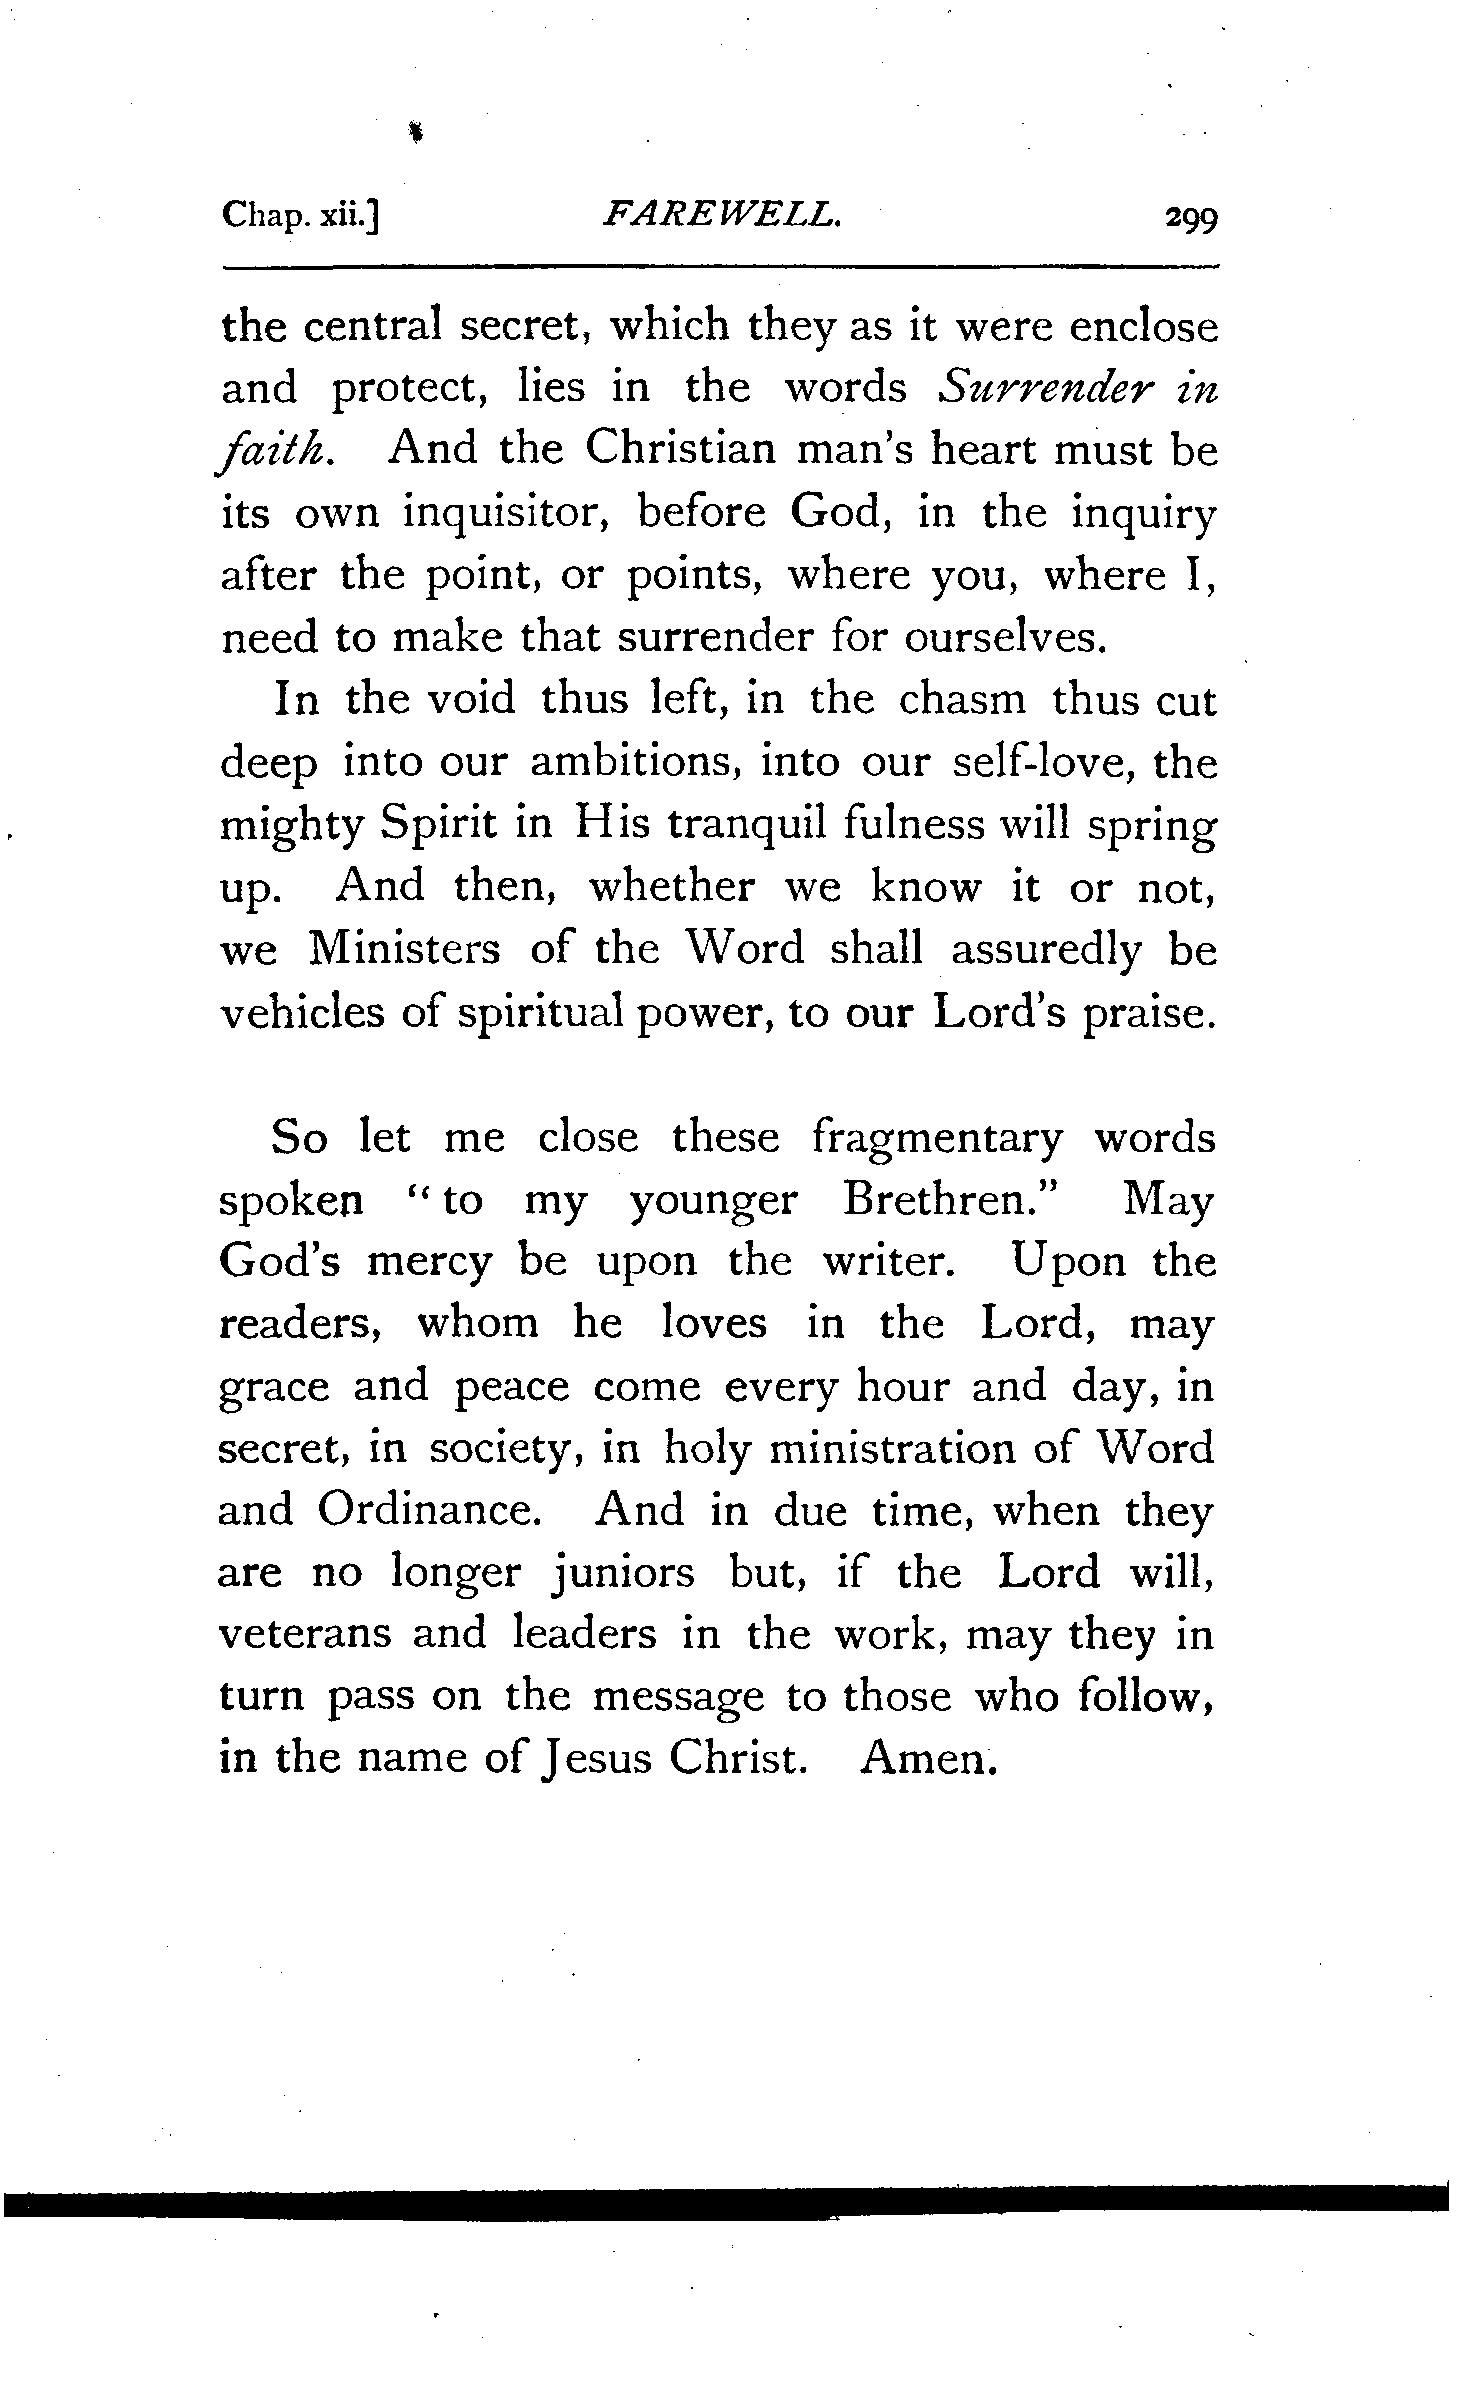 Chap. xii.] FAREWELL. 299
the central secret, which they as it were enclose
and protect, lies in the words Surrender in
faith. And the Christian man's heart must be
its own inquisitor, before God, in the inquiry
after the point, or points, where you, where I,
need to make that surrender for ourselves.
In the void thus left, in the chasm thus cut
deep into our ambitions, into our self-love, the
mighty Spirit in His tranquil fulness will spring
up. And then, whether we know it or not,
we Ministers of the Word shall assuredly be
vehicles of spiritual power, to our Lord's praise.
So let me close these fragmentary words
spoken "to my younger Brethren." May
God's mercy be upon the writer. Upon the
readers, whom he loves in the Lord, may
grace and peace come every hour and day, in
secret, in society, in holy ministration of Word
and Ordinance. And in due time, when they
are no longer juniors but, if the Lord will,
veterans and leaders in the work, may they in
turn pass on the message to those who follow,
in the name of Jesus Christ. Amen.